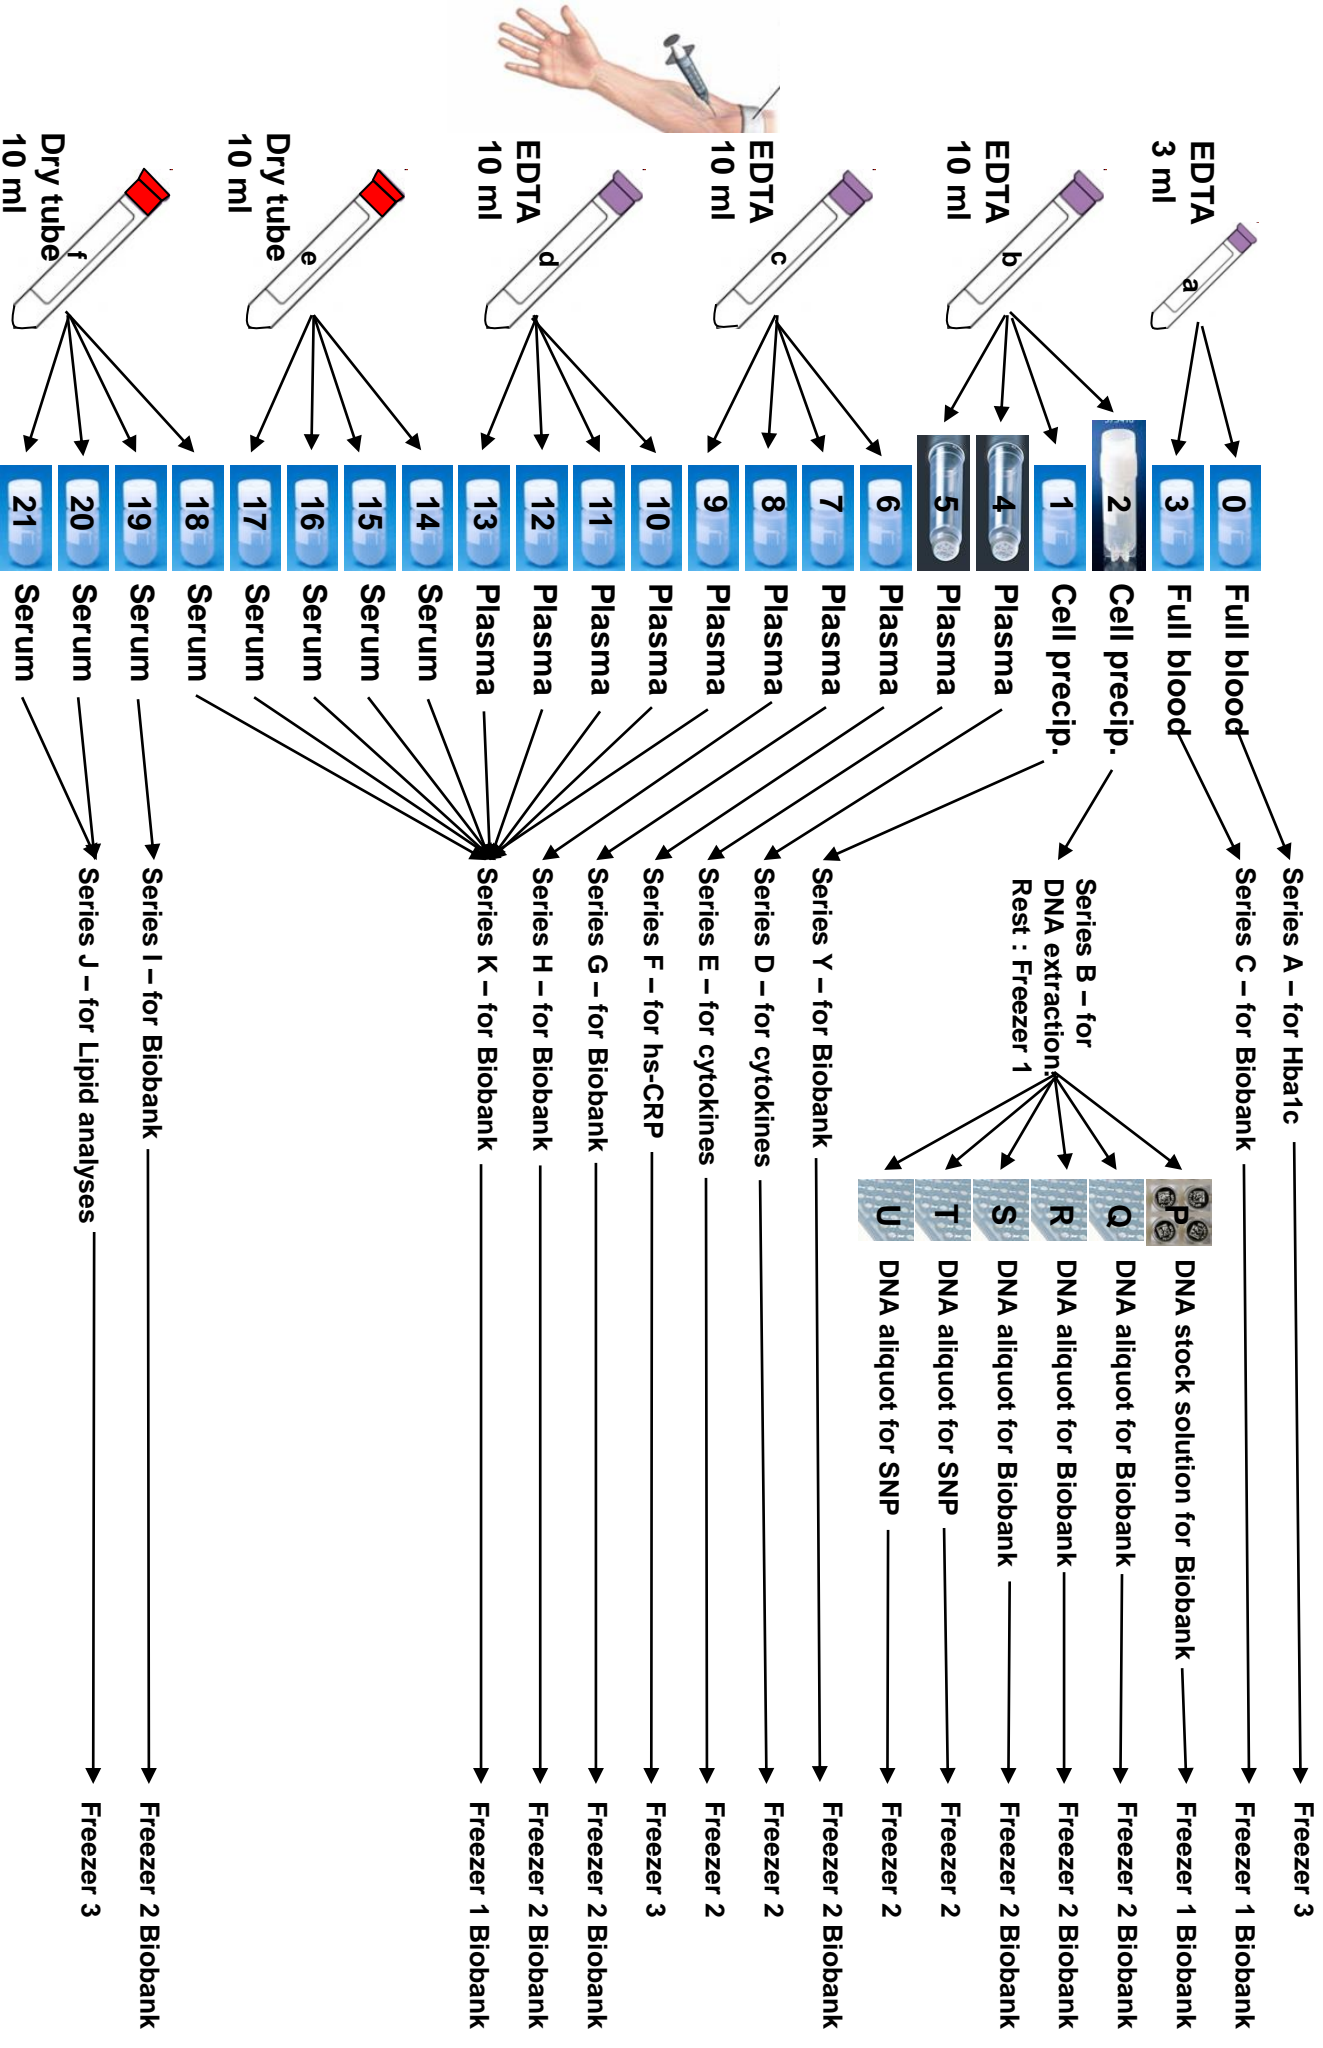 EDTA
3 ml
a
EDTA
10 ml
b
EDTA
10 ml
c
EDTA
10 ml
d
Dry tube
10 ml
e
Dry tube
10 ml
f
0 Full blood
3 Full blood
2 Cell precip.
1 Cell precip.
4 Plasma
5 Plasma
6 Plasma
7 Plasma
8 Plasma
9 Plasma
10 Plasma
11 Plasma
12 Plasma
13 Plasma
14 Serum
15 Serum
16 Serum
17 Serum
18 Serum
19 Serum
20 Serum
21 Serum
Series A – for Hba1c
Series C – for Biobank
Series B – for
DNA extraction.
Rest : Freezer 1
Series Y – for Biobank
Series D – for cytokines
Series E – for cytokines
Series F – for hs-CRP
Series G – for Biobank
Series H – for Biobank
Series K – for Biobank
Series I – for Biobank
Series J – for Lipid analyses
P DNA stock solution for Biobank
Q DNA aliquot for Biobank
R DNA aliquot for Biobank
S DNA aliquot for Biobank
T DNA aliquot for SNP
U DNA aliquot for SNP
Freezer 3
Freezer 1 Biobank
Freezer 1 Biobank
Freezer 2 Biobank
Freezer 2 Biobank
Freezer 2 Biobank
Freezer 2
Freezer 2
Freezer 2 Biobank
Freezer 2
Freezer 2
Freezer 3
Freezer 2 Biobank
Freezer 2 Biobank
Freezer 1 Biobank
Freezer 2 Biobank
Freezer 3